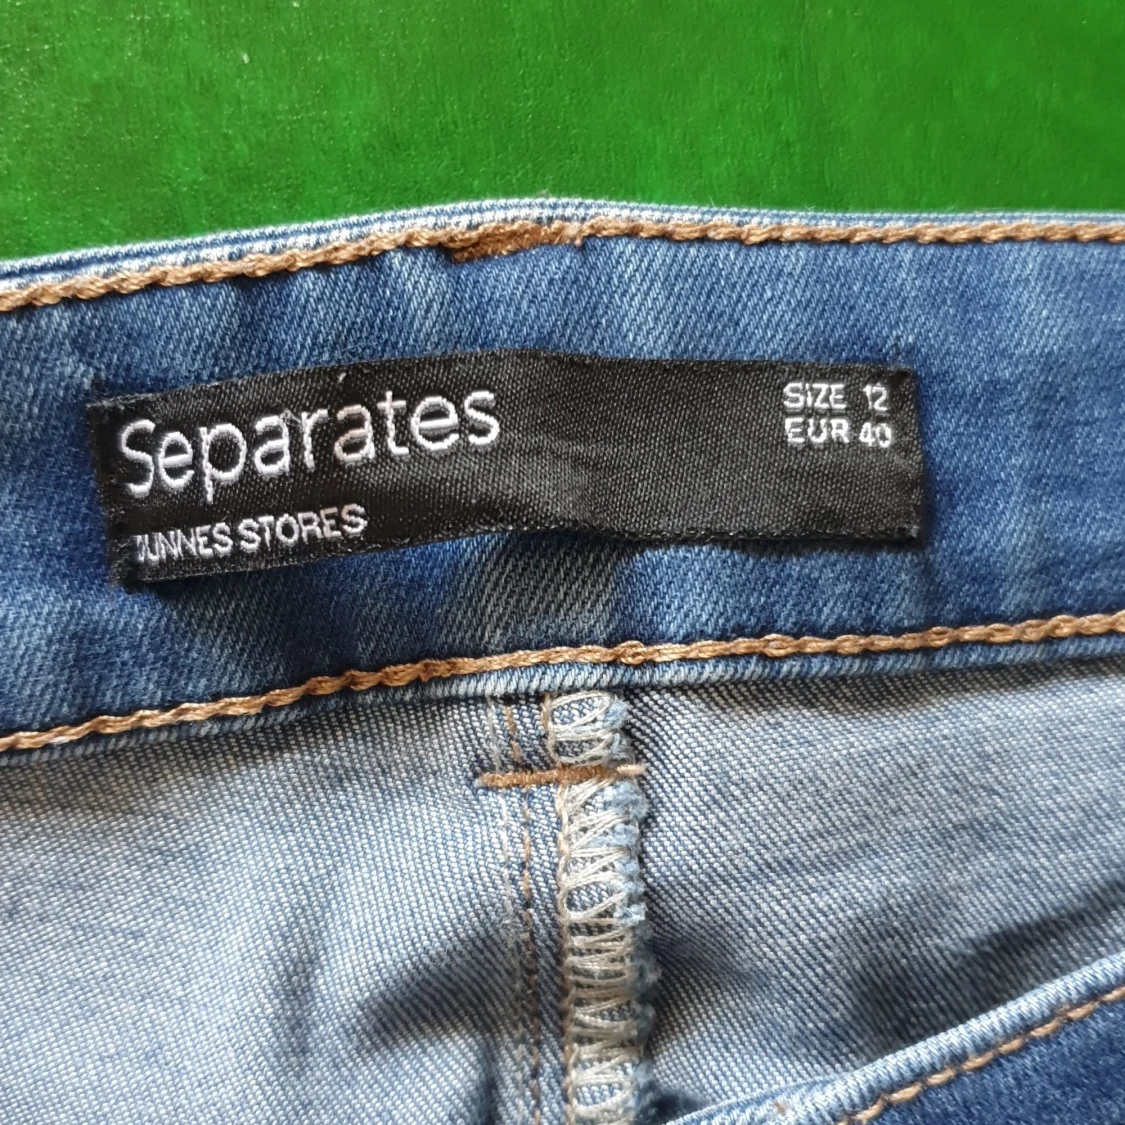 Separates
DUNNES STORES
SIZE 12
EUR 40